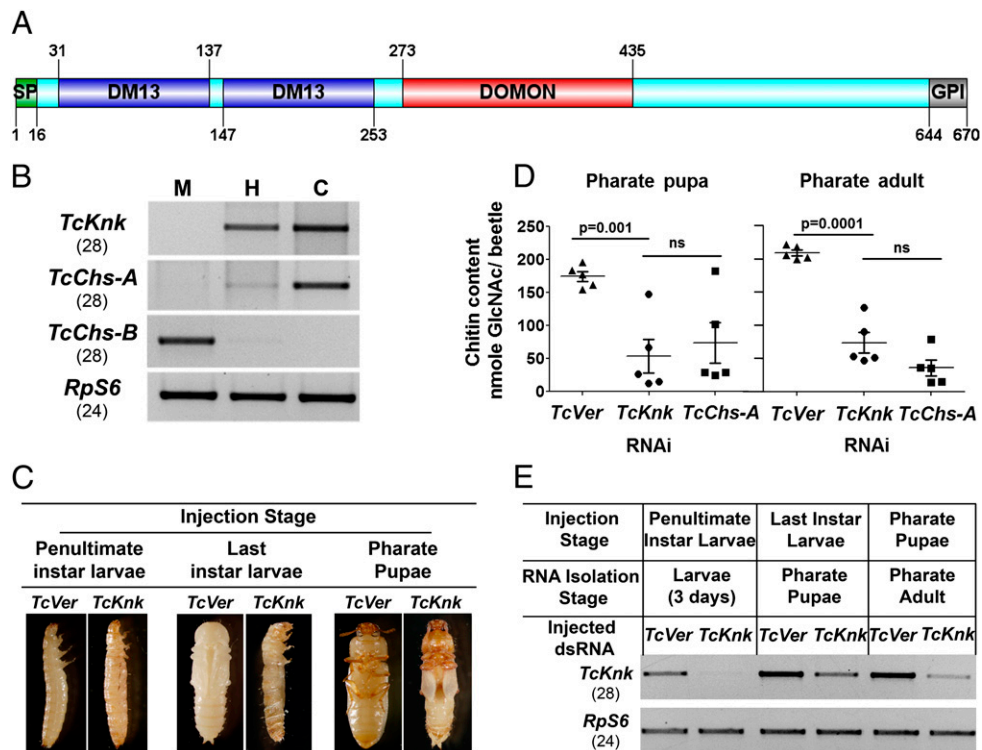 A
31 137 273 435
SP DM13 DM13 DOMON GPI
1 16 147 253 644 670
B
M H C
TcKnk
(28)
TcChs-A
(28)
TcChs-B
(28)
RpS6
(24)
C
Injection Stage
Penultimate
instar larvae
Last
instar larvae
Pharate
Pupae
TcVer TcKnk TcVer TcKnk TcVer TcKnk
D
Pharate pupa Pharate adult
Chitin content
nmole GlcNAc/ beetle
250
200
150
100
50
0
p=0.001
ns
p=0.0001
ns
TcVer TcKnk TcChs-A TcVer TcKnk TcChs-A
RNAi RNAi
E
Injection
Stage
Penultimate
Instar Larvae
Last Instar
Larvae
Pharate
Pupae
RNA Isolation
Stage
Larvae
(3 days)
Pharate
Pupae
Pharate
Adult
Injected
dsRNA
TcVer TcKnk TcVer TcKnk TcVer TcKnk
TcKnk
(28)
RpS6
(24)